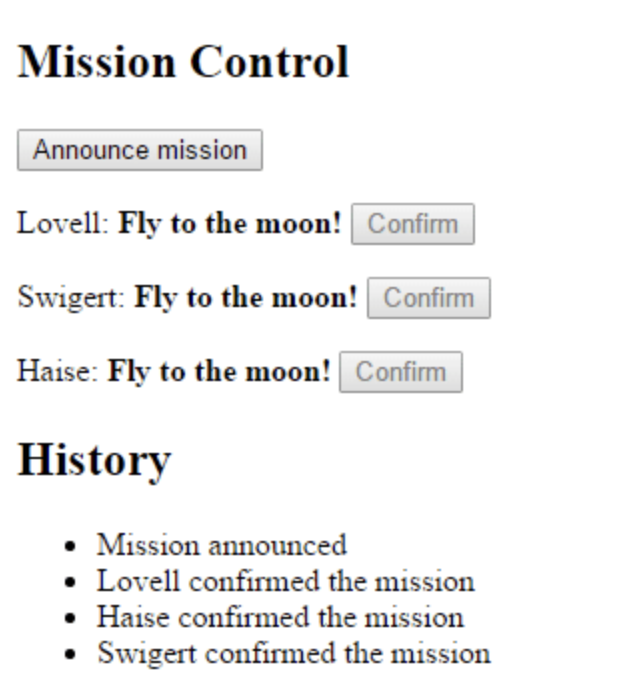 Mission Control
Announce mission
Lovell: Fly to the moon! Confirm
Swigert: Fly to the moon! Confirm
Haise: Fly to the moon! Confirm
History
Mission announced
Lovell confirmed the mission
Haise confirmed the mission
Swigert confirmed the mission